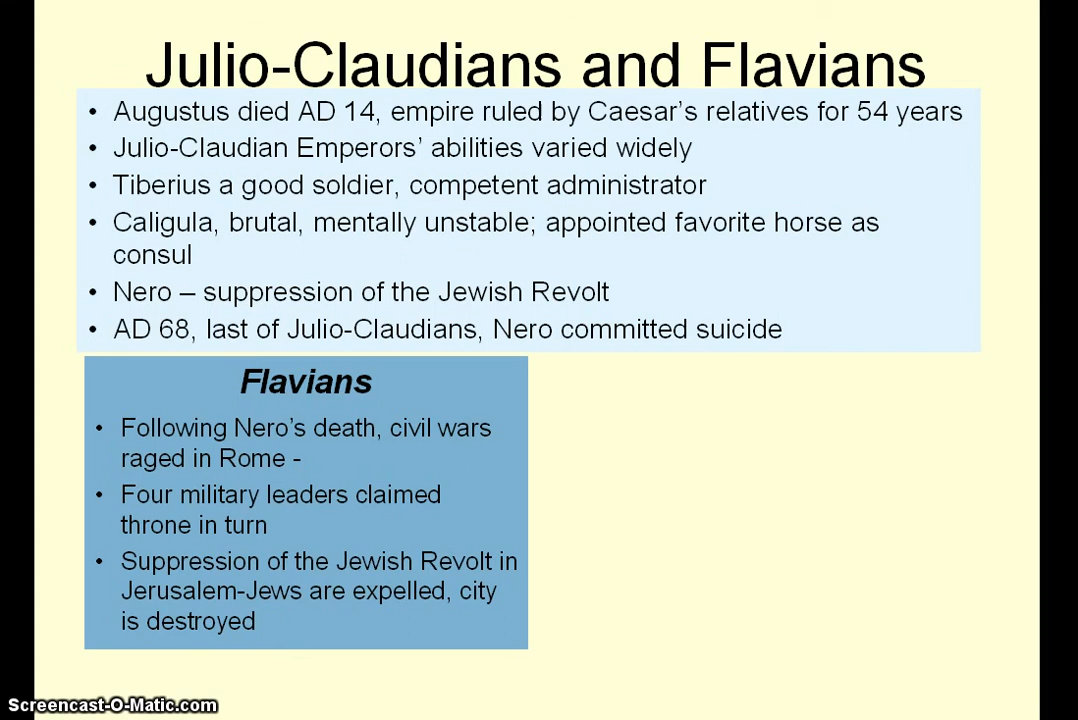 Julio-Claudians and Flavians
• Augustus died AD 14, empire ruled by Caesar's relatives for 54 years
• Julio-Claudian Emperors' abilities varied widely
• Tiberius a good soldier, competent administrator
• Caligula, brutal, mentally unstable; appointed favorite horse as
consul
• Nero – suppression of the Jewish Revolt
• AD 68, last of Julio-Claudians, Nero committed suicide
Flavians
• Following Nero's death, civil wars
raged in Rome -
• Four military leaders claimed
throne in turn
• Suppression of the Jewish Revolt in
Jerusalem-Jews are expelled, city
is destroyed
Screencast-O-Matic.com